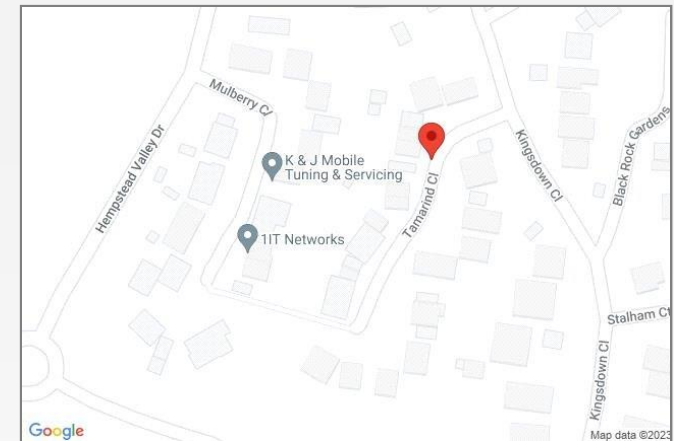 Mulberry Cl
Hempstead Valley Dr
K & J Mobile
Tuning & Servicing
1IT Networks
Tamarind Cl
Kingsdown Cl
Black Rock Gardens
Stalham Ct
Kingsdown Cl
Google
Map data ©2023